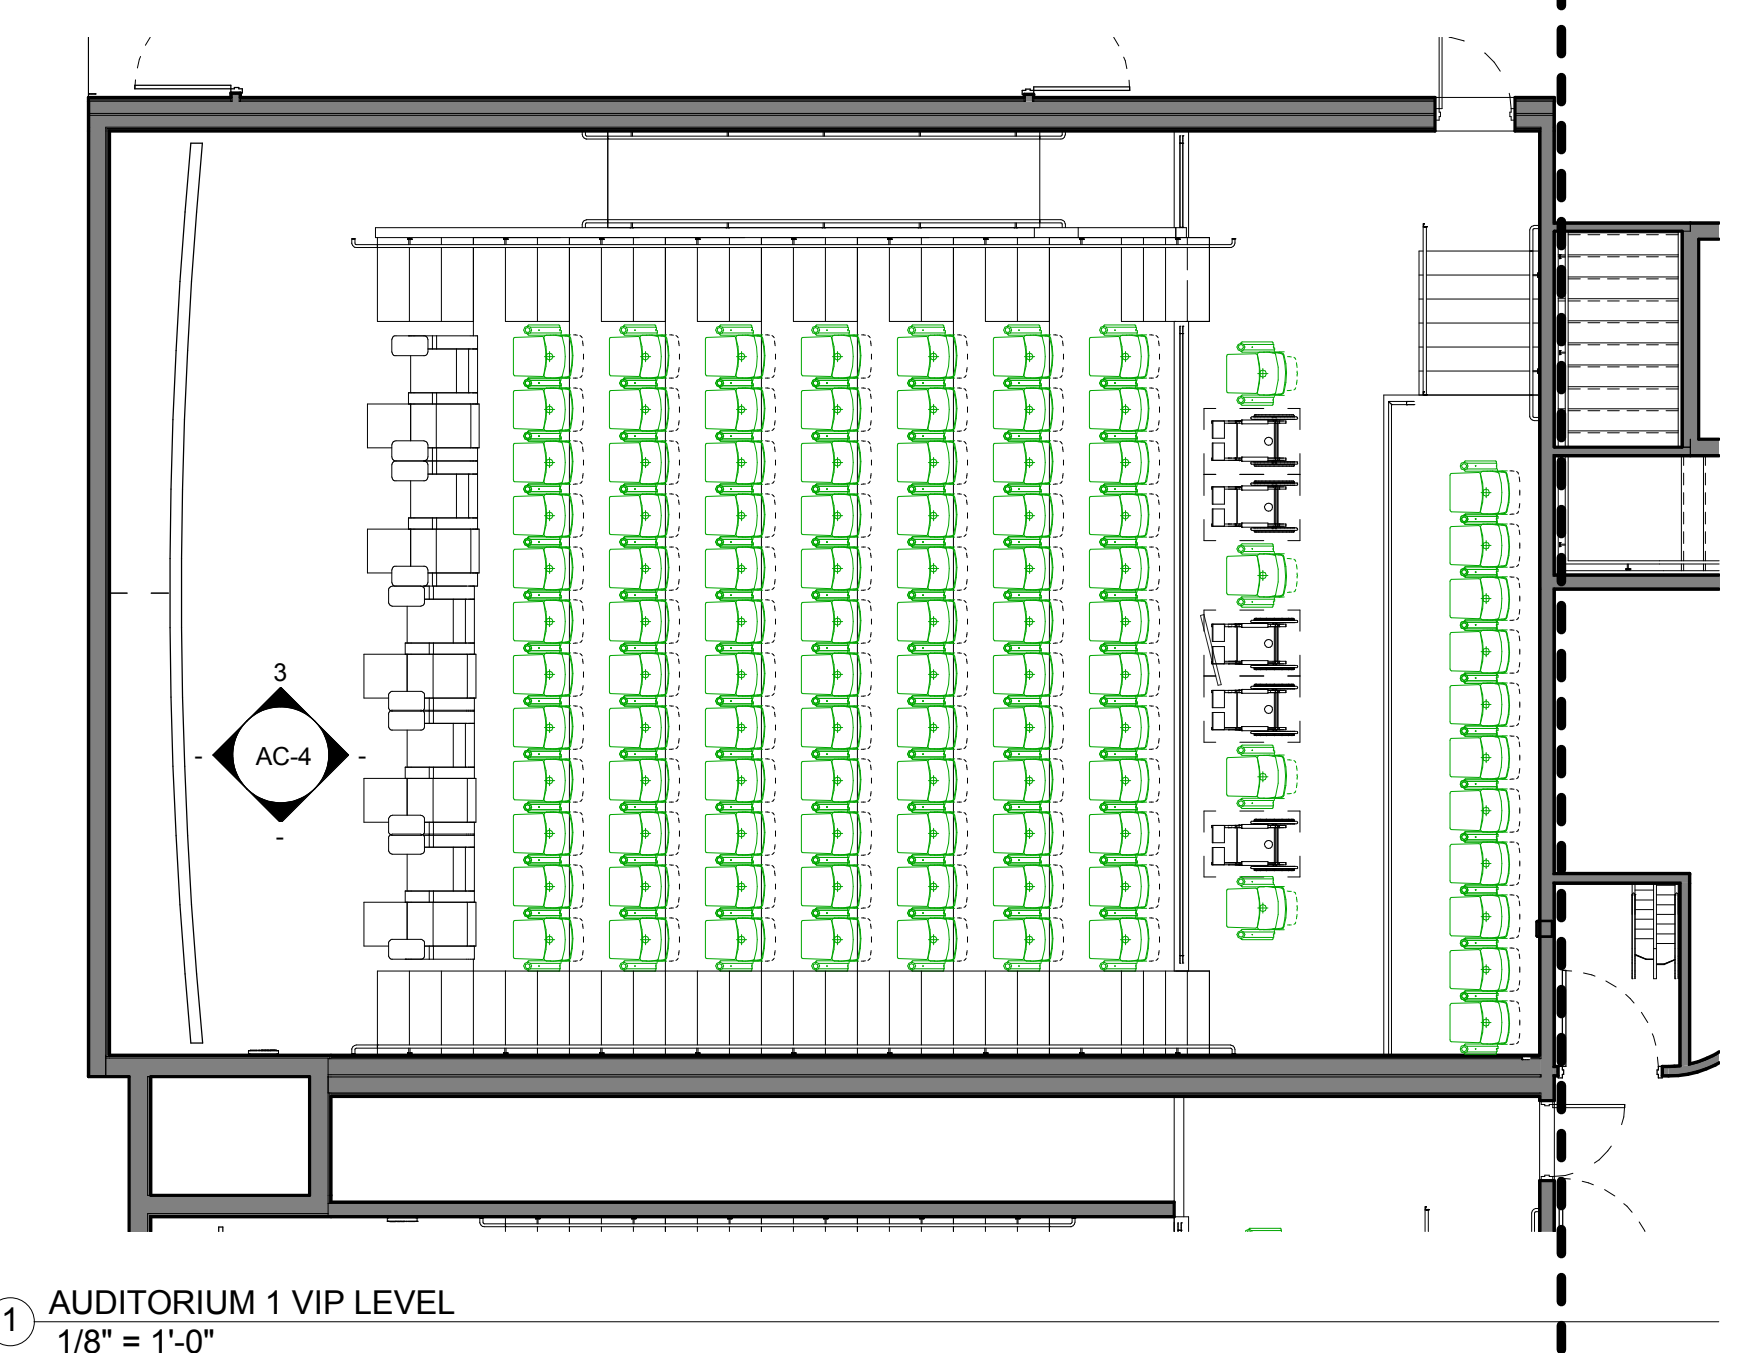 3
- AC-4 -
-
1 AUDITORIUM 1 VIP LEVEL
1/8" = 1'-0"